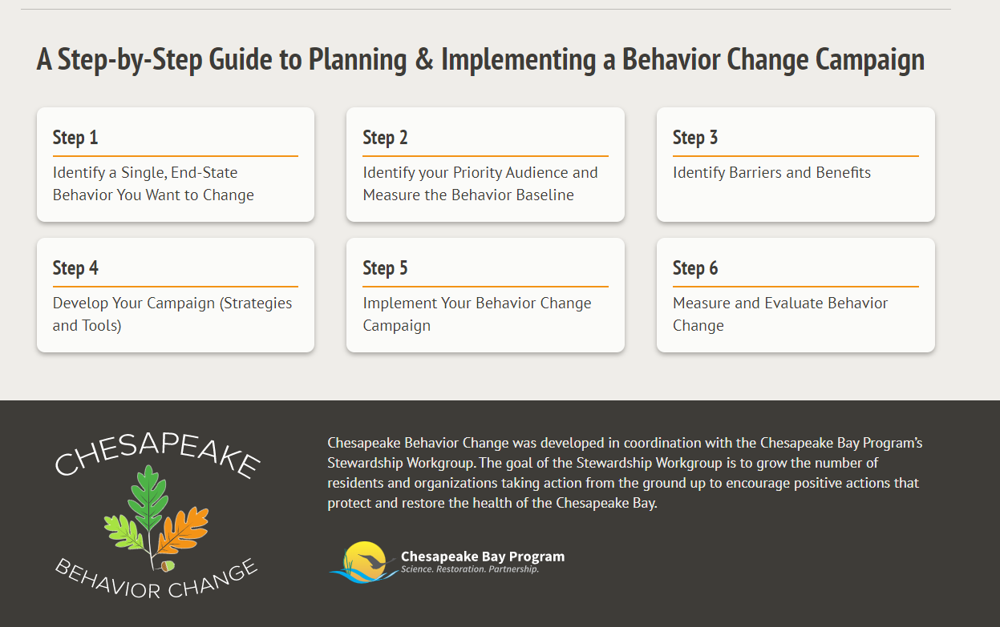 A Step-by-Step Guide to Planning & Implementing a Behavior Change Campaign
Step 1
Identify a Single, End-State
Behavior You Want to Change
Step 2
Identify your Priority Audience and
Measure the Behavior Baseline
Step 3
Identify Barriers and Benefits
Step 4
Develop Your Campaign (Strategies
and Tools)
Step 5
Implement Your Behavior Change
Campaign
Step 6
Measure and Evaluate Behavior
Change
CHESAPEAKE
BEHAVIOR CHANGE
Chesapeake Behavior Change was developed in coordination with the Chesapeake Bay Program’s
Stewardship Workgroup. The goal of the Stewardship Workgroup is to grow the number of
residents and organizations taking action from the ground up to encourage positive actions that
protect and restore the health of the Chesapeake Bay.
Chesapeake Bay Program
Science. Restoration. Partnership.